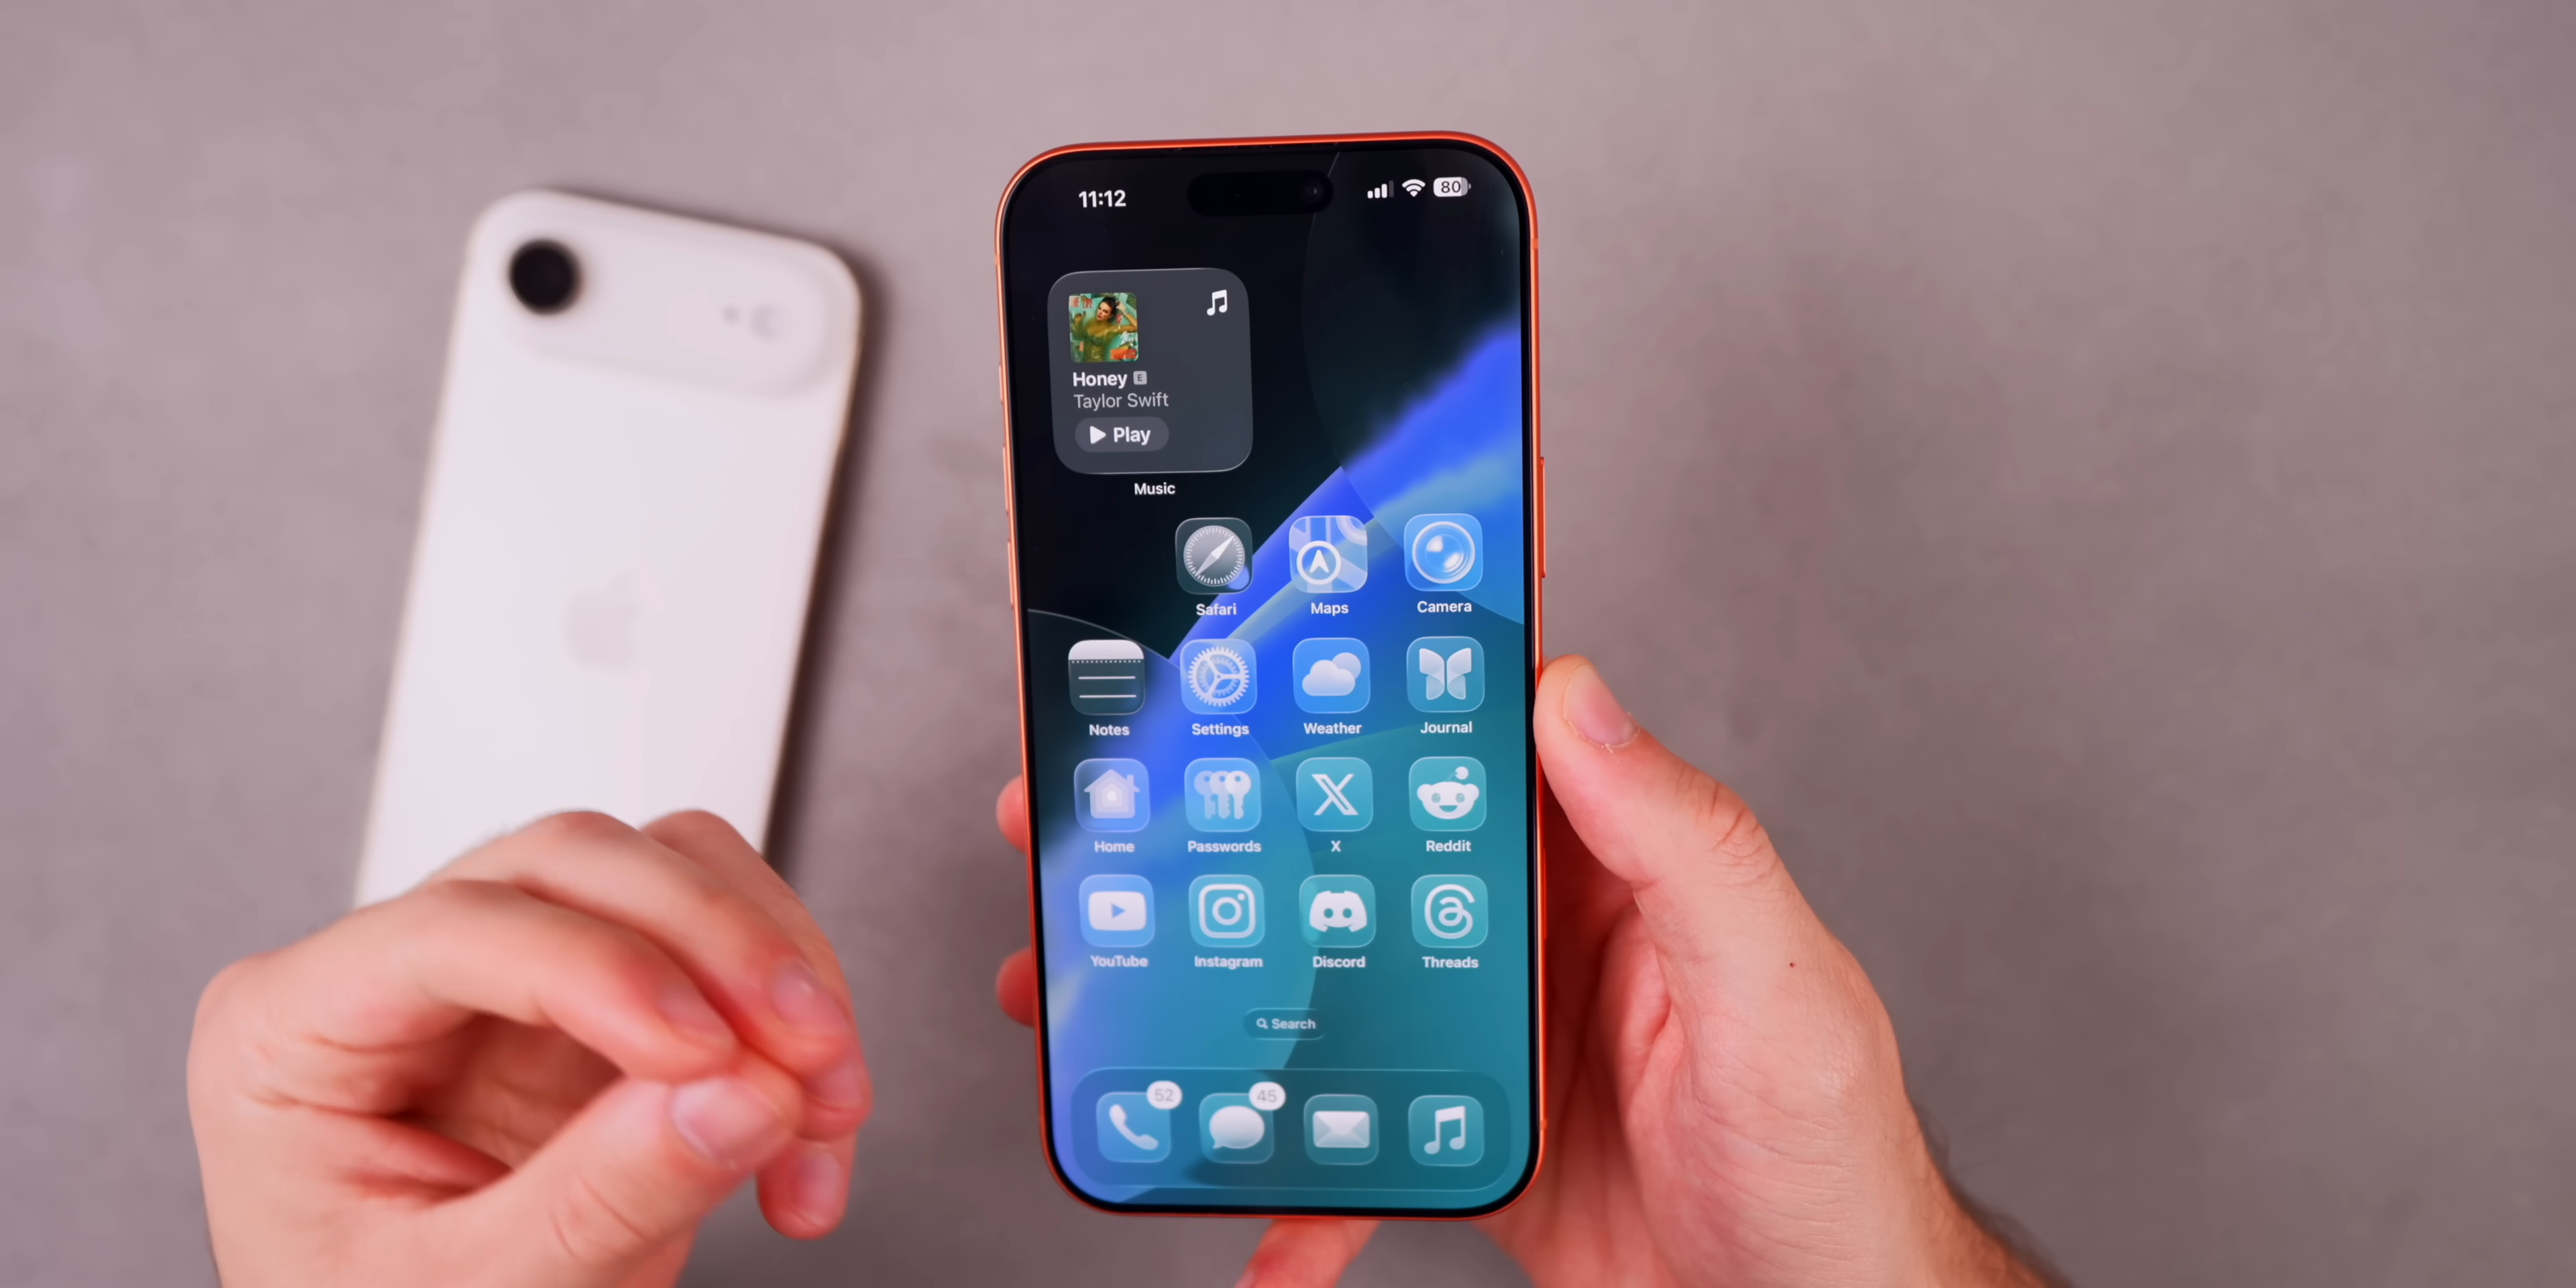 11:12
80
Honey E
Taylor Swift
Play
Music
Safari Maps Camera
Notes Settings Weather Journal
Home Passwords X Reddit
YouTube Instagram Discord Threads
Search
52 45